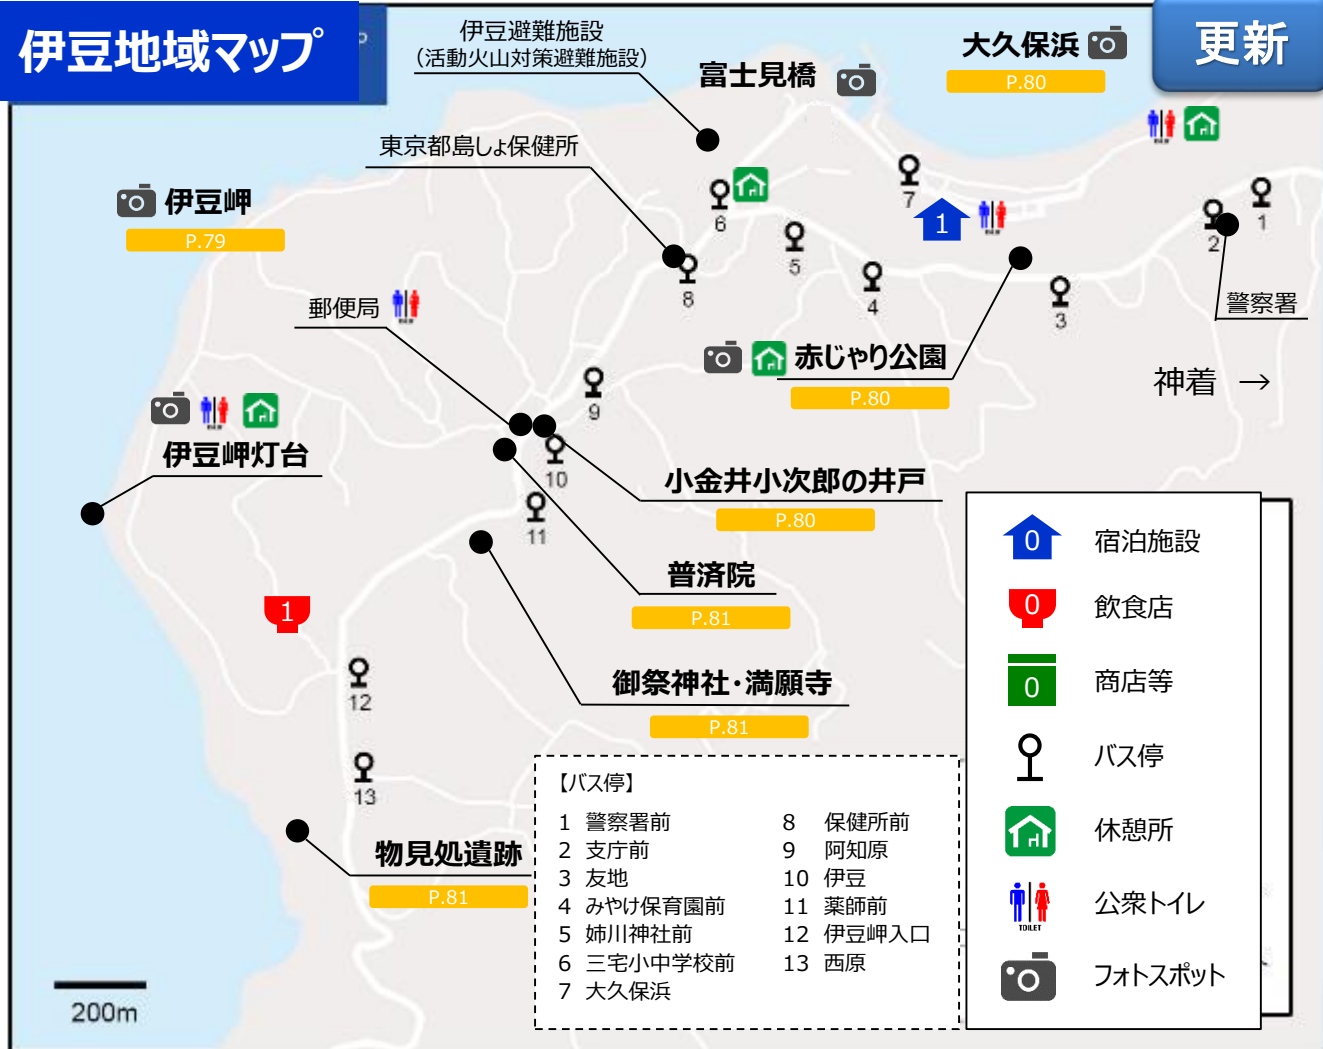 伊豆地域マップ
伊豆避難施設
(活動火山対策避難施設)
大久保浜
P.80
更新
富士見橋
東京都島しょ保健所
伊豆岬
P.79
7
6
5
1
1
2
8
4
3
郵便局
警察署
赤じゃり公園
P.80
神着 →
9
伊豆岬灯台
10
小金井小次郎の井戸
P.80
11
普済院
P.81
1
御祭神社・満願寺
P.81
12
13
物見処遺跡
P.81
200m
【バス停】
1 警察署前
2 支庁前
3 友地
4 みやけ保育園前
5 姉川神社前
6 三宅小中学校前
7 大久保浜
8 保健所前
9 阿知原
10 伊豆
11 薬師前
12 伊豆岬入口
13 西原
0 宿泊施設
0 飲食店
0 商店等
バス停
休憩所
TOILET 公衆トイレ
フォトスポット